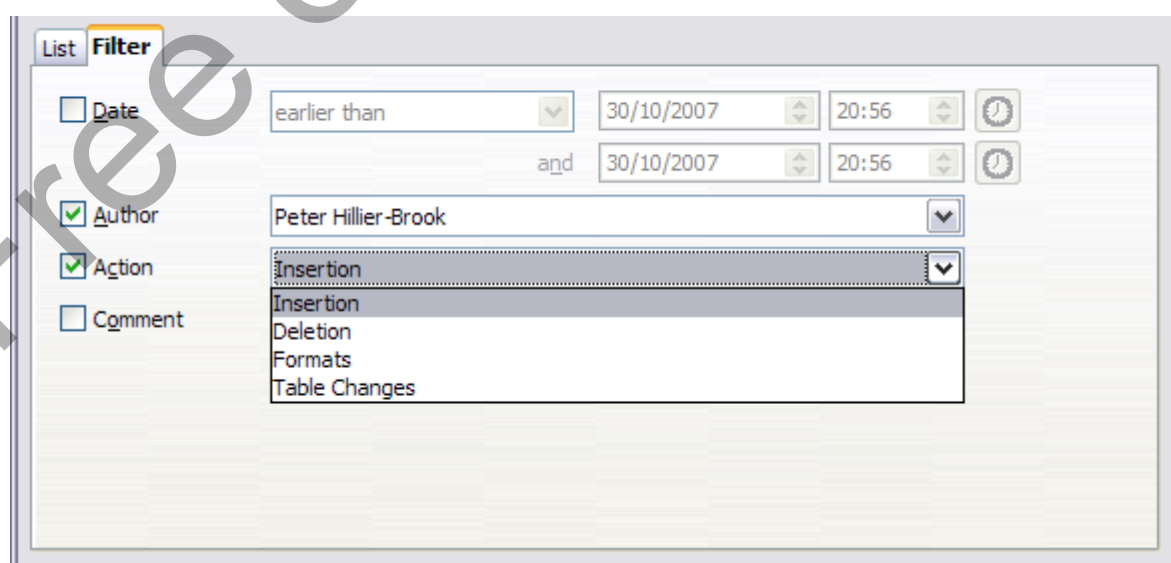 List Filter
Date earlier than 30/10/2007 20:56
and 30/10/2007 20:56
Author Peter Hillier-Brook
Action Insertion
Insertion
Comment
Deletion
Formats
Table Changes